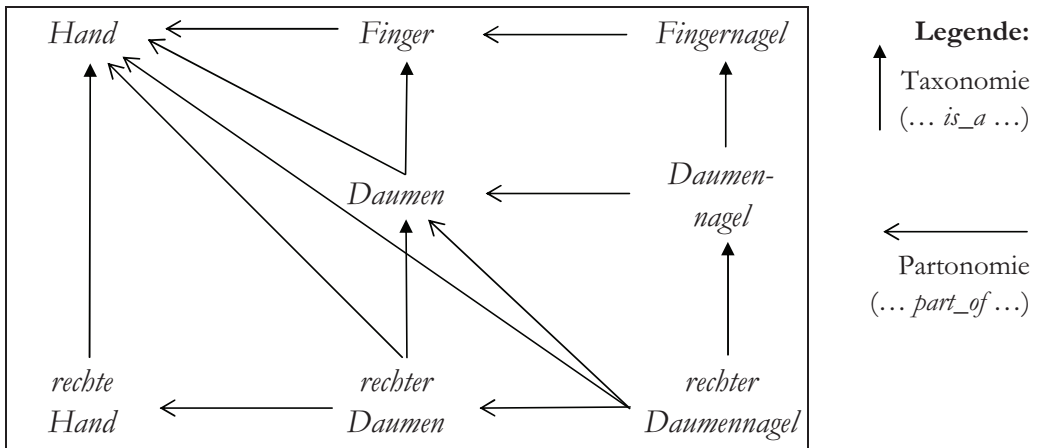 Hand Finger Fingernagel
Daumen
Daumen-
nagel
rechte rechter rechter
Hand Daumen Daumennagel
Legende:
Taxonomie
(… is_a …)
Partonomie
(… part_of …)